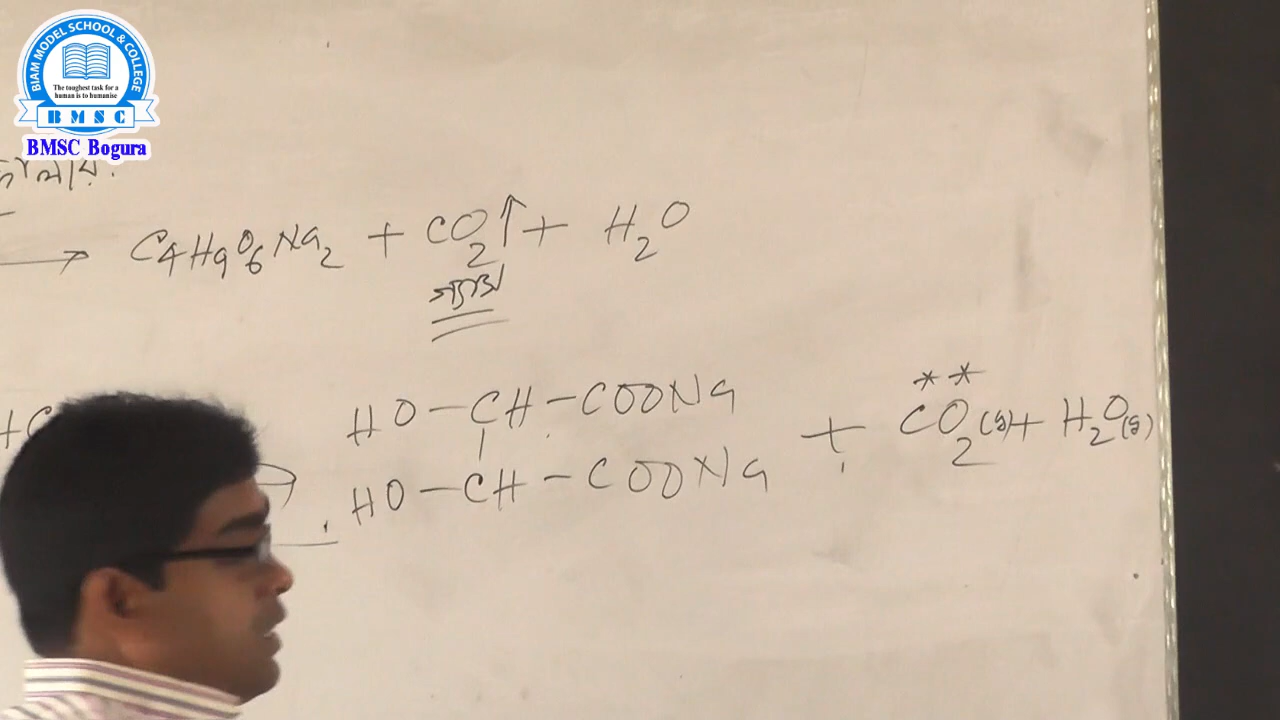 BIAM MODEL SCHOOL & COLLEGE
The toughest task for a
human is to humanise
BMSC
BMSC Bogura
→ C₄H₉O₆Na₂ + CO₂↑ + H₂O
HO-CH-COONa
|
HO-CH-COONa + CO₂(g) + H₂O(g)
**